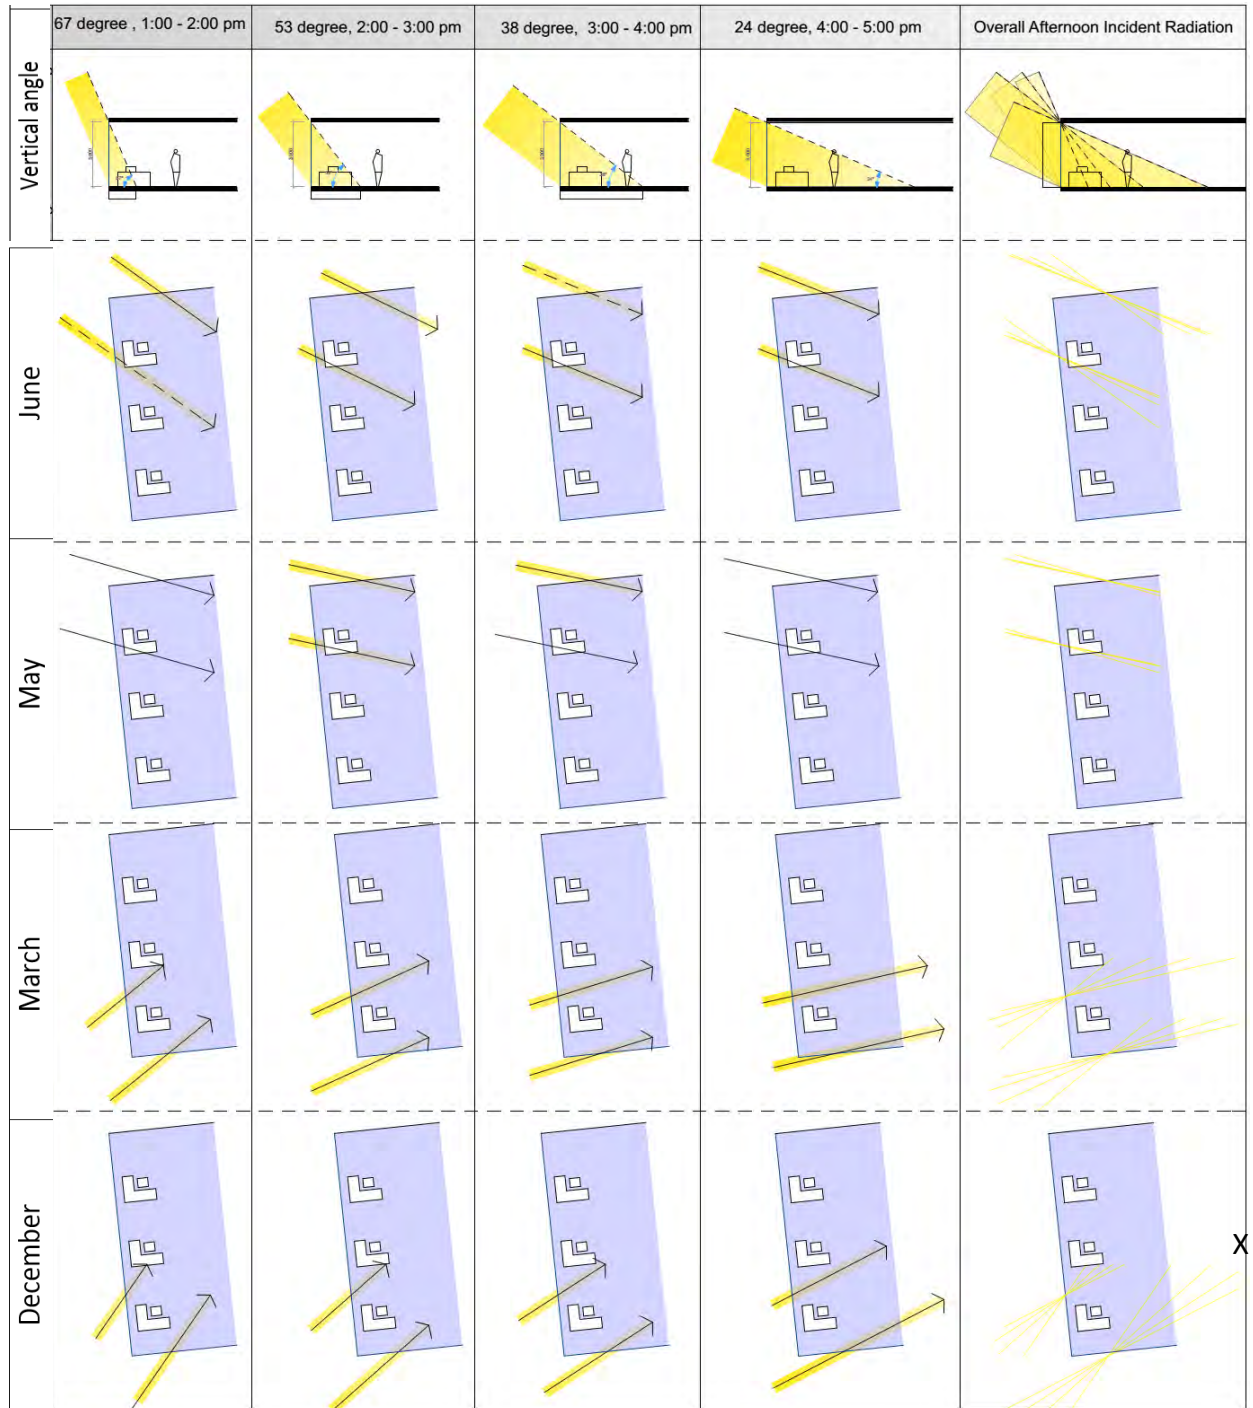 67 degree , 1:00 - 2:00 pm
53 degree, 2:00 - 3:00 pm
38 degree, 3:00 - 4:00 pm
24 degree, 4:00 - 5:00 pm
Overall Afternoon Incident Radiation
Vertical angle
June
May
March
December
X